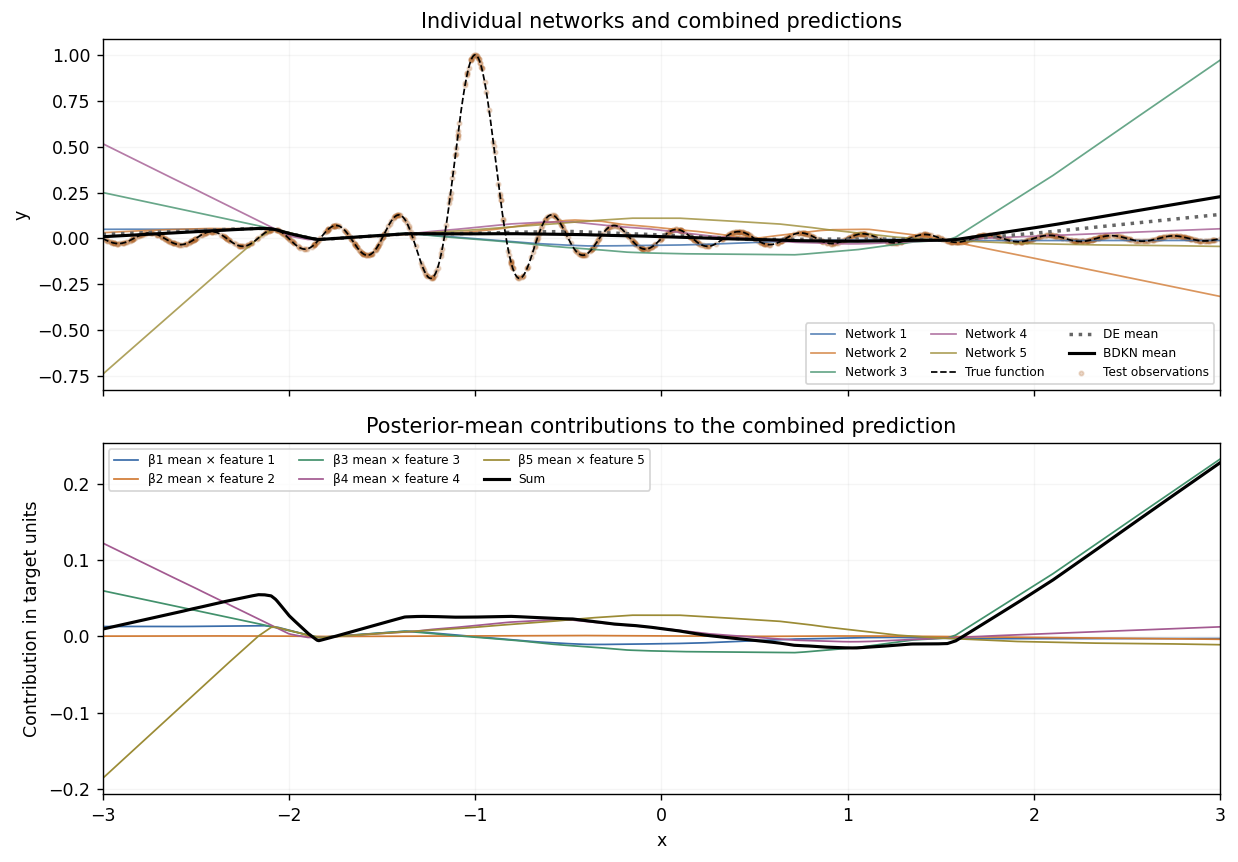 Individual networks and combined predictions
1.00
0.75
0.50
0.25
0.00
−0.25
−0.50
−0.75
y
Network 1
Network 2
Network 3
Network 4
Network 5
True function
DE mean
BDKN mean
Test observations
Posterior-mean contributions to the combined prediction
β1 mean × feature 1
β2 mean × feature 2
β3 mean × feature 3
β4 mean × feature 4
β5 mean × feature 5
Sum
0.2
0.1
0.0
−0.1
−0.2
Contribution in target units
−3
−2
−1
0
1
2
3
x